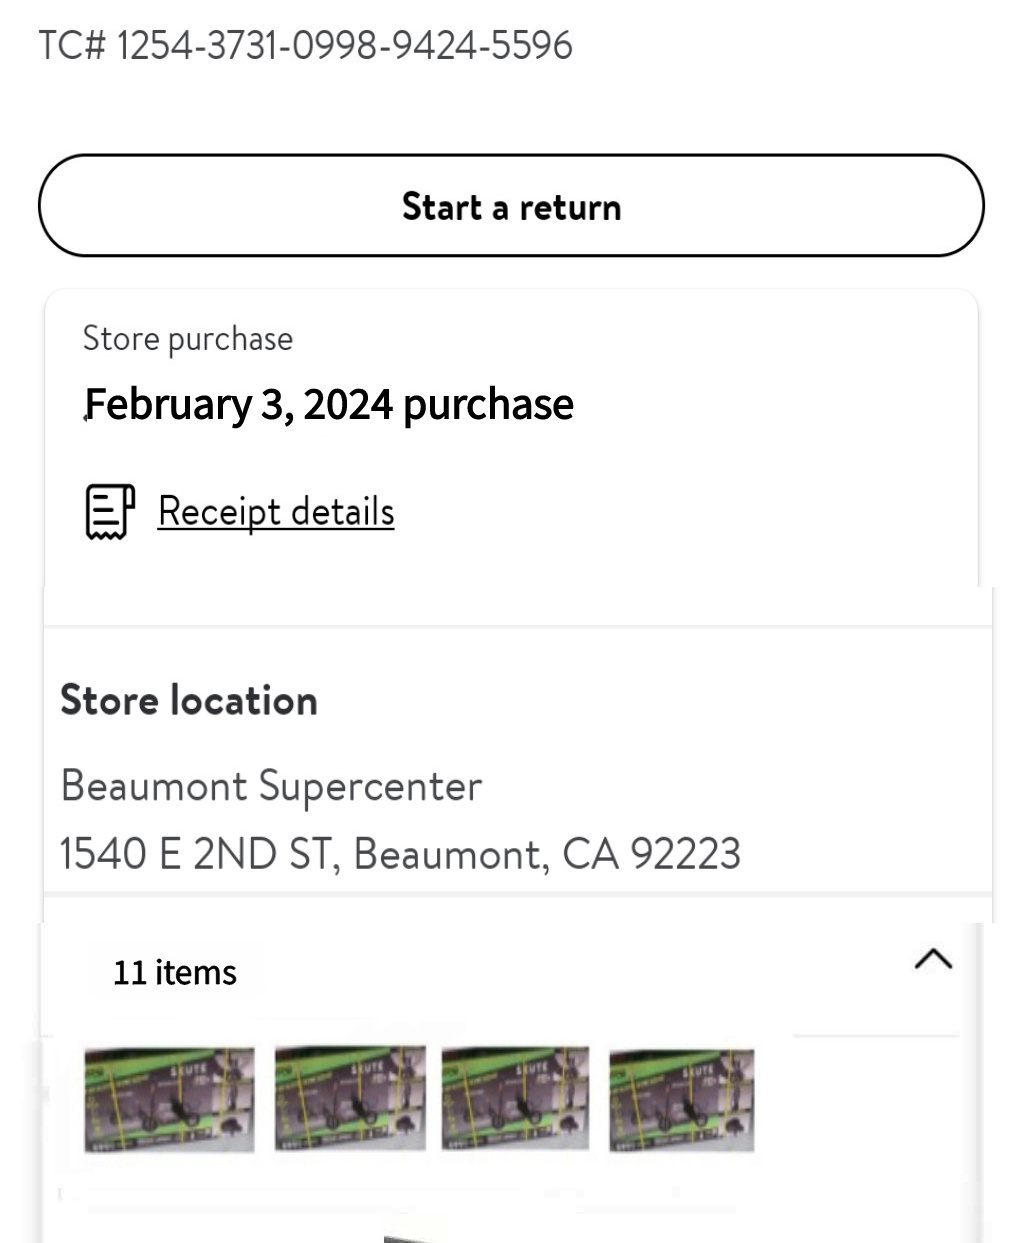 TC# 1254-3731-0998-9424-5596
Start a return
Store purchase
February 3, 2024 purchase
Receipt details
Store location
Beaumont Supercenter
1540 E 2ND ST, Beaumont, CA 92223
11 items